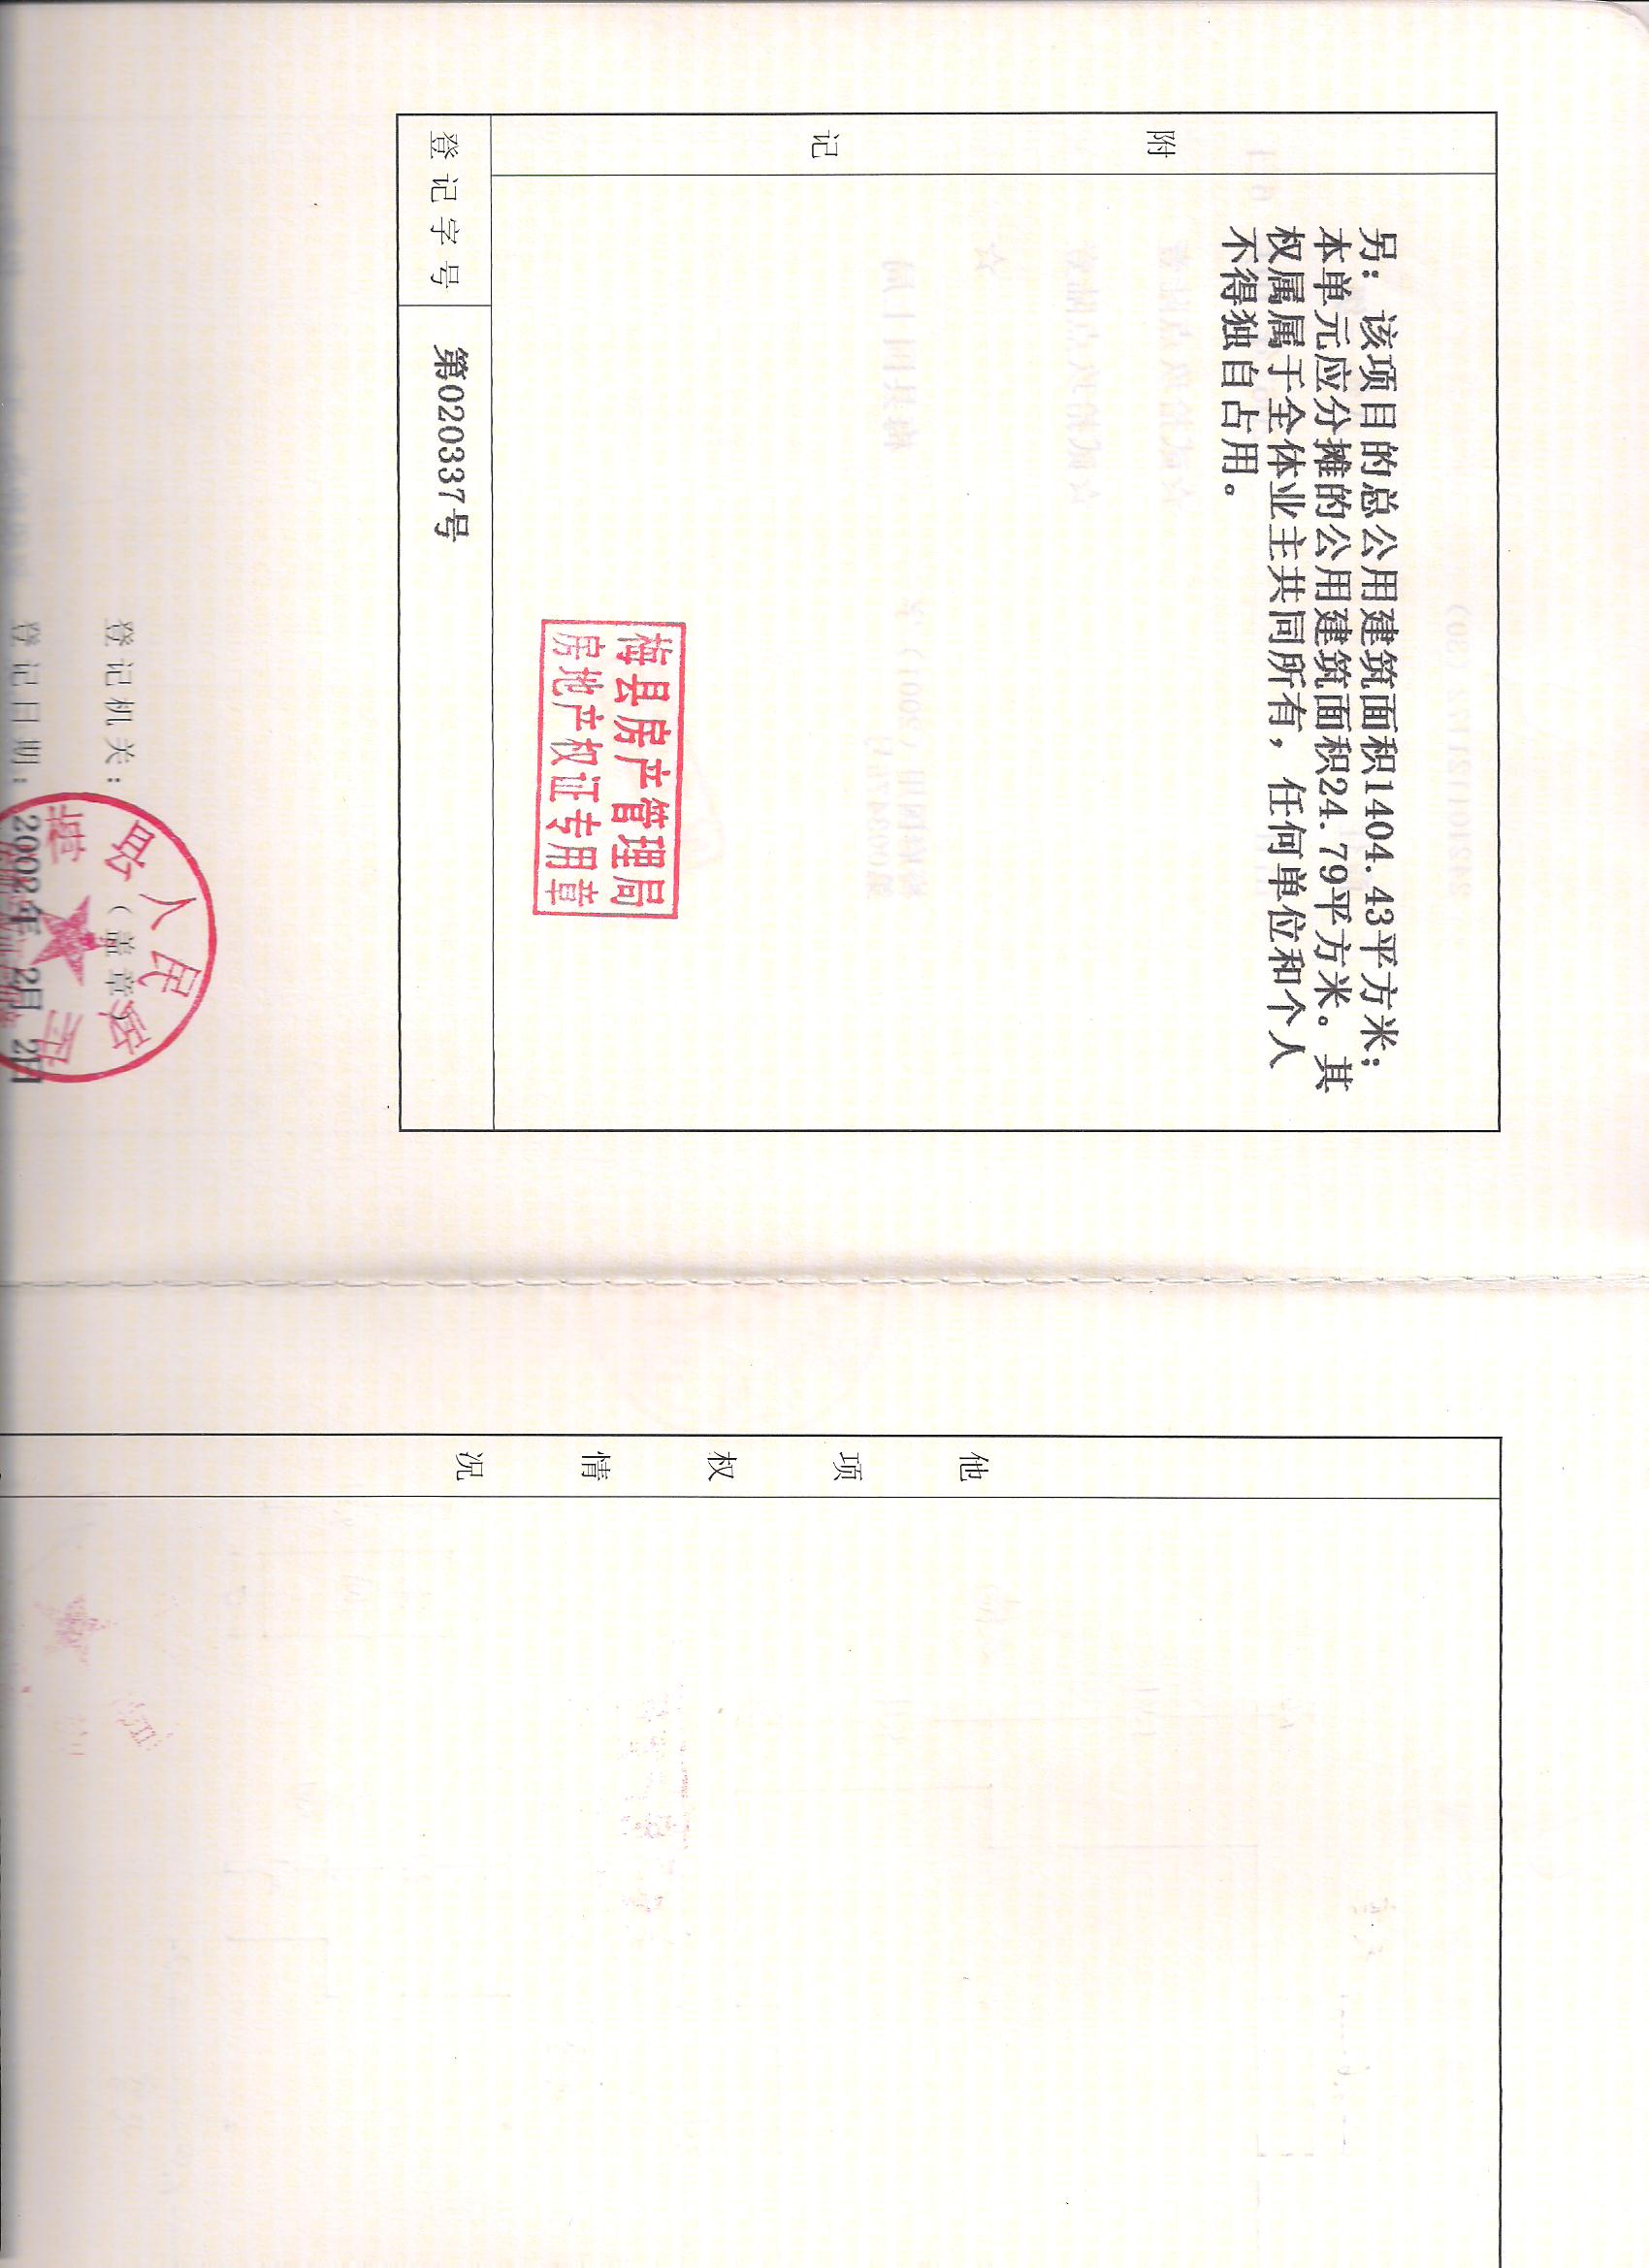 附记
另：该项目的总公用建筑面积1404.43平方米；
本单元应分摊的公用建筑面积24.79平方米。其
权属属于全体业主共同所有，任何单位和个人
不得独自占用。
梅县房产管理局
房地产权证专用章
登记字号
第020337号
登记机关：
（盖章）
梅县人民政府
登记日期：
2002年 2月 2日
他项权情况